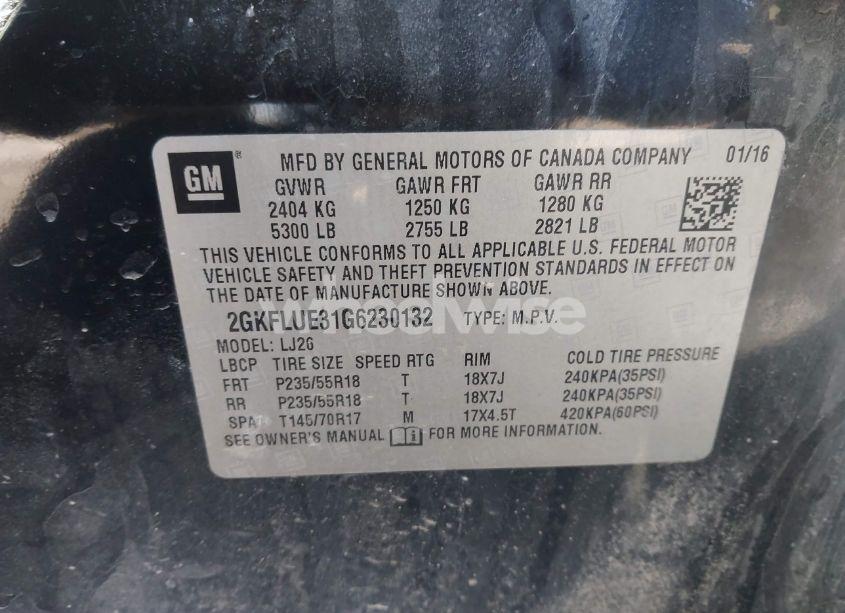 GM ® MFD BY GENERAL MOTORS OF CANADA COMPANY 01/16
GVWR GAWR FRT GAWR RR
2404 KG 1250 KG 1280 KG
5300 LB 2755 LB 2821 LB
THIS VEHICLE CONFORMS TO ALL APPLICABLE U.S. FEDERAL MOTOR
VEHICLE SAFETY AND THEFT PREVENTION STANDARDS IN EFFECT ON
THE DATE OF MANUFACTURE SHOWN ABOVE.
2GKFLUE31G6230132 TYPE: M.P.V.
MODEL: LJ26
LBCP TIRE SIZE SPEED RTG RIM COLD TIRE PRESSURE
FRT P235/55R18 T 18X7J 240KPA(35PSI)
RR P235/55R18 T 18X7J 240KPA(35PSI)
SPA T145/70R17 M 17X4.5T 420KPA(60PSI)
SEE OWNER'S MANUAL FOR MORE INFORMATION.